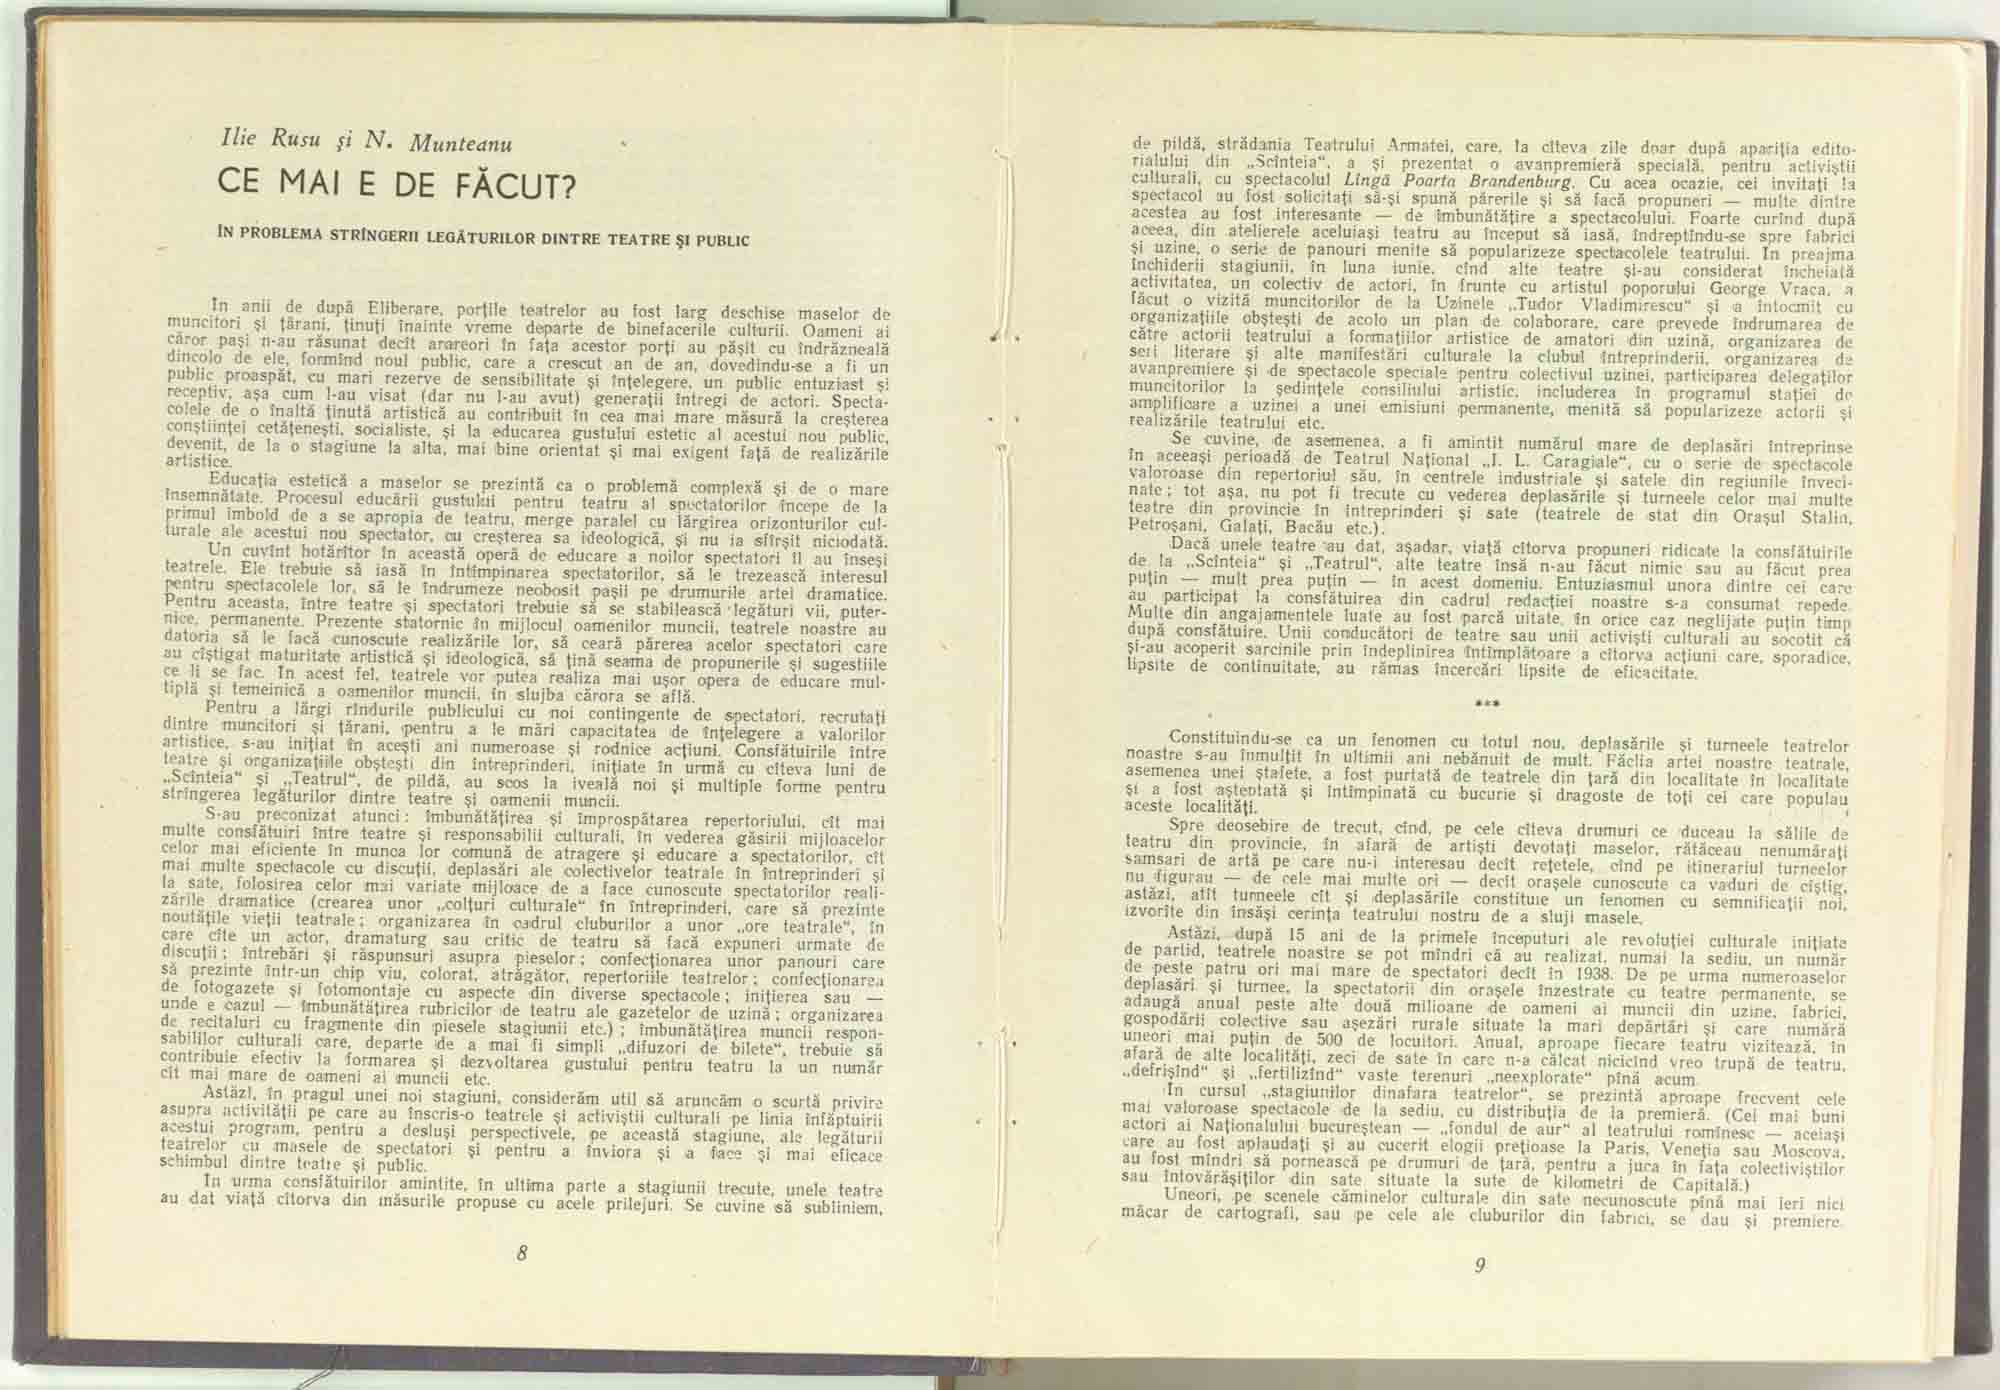 Ilie Rusu şi N. Munteanu
CE MAI E DE FĂCUT?
ÎN PROBLEMA STRÎNGERII LEGĂTURILOR DINTRE TEATRE ŞI PUBLIC
În anii de după Eliberare, porţile teatrelor au fost larg deschise maselor de
muncitori şi ţărani, ţinuţi înainte vreme departe de binefacerile culturii. Oameni ai
căror paşi n-au răsunat decît arareori în faţa acestor porţi au păşit cu îndrăzneală
dincolo de ele, formînd noul public, care a crescut an de an, dovedindu-se a fi un
public proaspăt, cu mari rezerve de sensibilitate şi înţelegere, un public entuziast şi
receptiv, aşa cum l-au visat (dar nu l-au avut) generaţii întregi de actori. Specta-
colele de o înaltă ţinută artistică au contribuit în cea mai mare măsură la creşterea
conştiinţei cetăţeneşti, socialiste, şi la educarea gustului estetic al acestui nou public,
devenit, de la o stagiune la alta, mai bine orientat şi mai exigent faţă de realizările
artistice.
Educaţia estetică a maselor se prezintă ca o problemă complexă şi de o mare
însemnătate. Procesul educării gustului pentru teatru al spectatorilor începe de la
primul imbold de a se apropia de teatru, merge paralel cu lărgirea orizonturilor cul-
turale ale acestui nou spectator, cu creşterea sa ideologică, şi nu ia sfîrşit niciodată.
Un cuvînt hotărîtor în această operă de educare a noilor spectatori îl au înseşi
teatrele. Ele trebuie să iasă în întîmpinarea spectatorilor, să le trezească interesul
pentru spectacolele lor, să le îndrumeze neobosit paşii pe drumurile artei dramatice.
Pentru aceasta, între teatre şi spectatori trebuie să se stabilească legături vii, puter-
nice, permanente. Prezente statornic în mijlocul oamenilor muncii, teatrele noastre au
datoria să le facă cunoscute realizările lor, să ceară părerea acelor spectatori care
au cîştigat maturitate artistică şi ideologică, să ţină seama de propunerile şi sugestiile
ce li se fac. În acest fel, teatrele vor putea realiza mai uşor opera de educare mul-
tiplă şi temeinică a oamenilor muncii, în slujba cărora se află.
Pentru a lărgi rîndurile publicului cu noi contingente de spectatori, recrutaţi
dintre muncitori şi ţărani, pentru a le mări capacitatea de înţelegere a valorilor
artistice, s-au iniţiat în aceşti ani numeroase şi rodnice acţiuni. Consfătuirile între
teatre şi organizaţiile obşteşti din întreprinderi, iniţiate în urmă cu cîteva luni de
„Scînteia“ şi „Teatrul“, de pildă, au scos la iveală noi şi multiple forme pentru
strîngerea legăturilor dintre teatre şi oamenii muncii.
S-au preconizat atunci: îmbunătăţirea şi împrospătarea repertoriului, cît mai
multe consfătuiri între teatre şi responsabilii culturali, în vederea găsirii mijloacelor
celor mai eficiente în munca lor comună de atragere şi educare a spectatorilor, cît
mai multe spectacole cu discuţii, deplasări ale colectivelor teatrale în întreprinderi şi
la sate, folosirea celor mai variate mijloace de a face cunoscute spectatorilor reali-
zările dramatice (crearea unor „colţuri culturale“ în întreprinderi, care să prezinte
noutăţile vieţii teatrale; organizarea în cadrul cluburilor a unor „ore teatrale“, în
care cîte un actor, dramaturg sau critic de teatru să facă expuneri urmate de
discuţii; întrebări şi răspunsuri asupra pieselor; confecţionarea unor panouri care
să prezinte într-un chip viu, colorat, atrăgător, repertoriile teatrelor; confecţionarea
de fotogazete şi fotomontaje cu aspecte din diverse spectacole; iniţierea sau —
unde e cazul — îmbunătăţirea rubricilor de teatru ale gazetelor de uzină; organizarea
de recitaluri cu fragmente din piesele stagiunii etc.); îmbunătăţirea muncii respon-
sabililor culturali care, departe de a mai fi simpli „difuzori de bilete“, trebuie să
contribuie efectiv la formarea şi dezvoltarea gustului pentru teatru la un număr
cît mai mare de oameni ai muncii etc.
Astăzi, în pragul unei noi stagiuni, considerăm util să aruncăm o scurtă privire
asupra activităţii pe care au înscris-o teatrele şi activiştii culturali pe linia înfăptuirii
acestui program, pentru a desluşi perspectivele, pe această stagiune, ale legăturii
teatrelor cu masele de spectatori şi pentru a înviora şi a face şi mai eficace
schimbul dintre teatre şi public.
În urma consfătuirilor amintite, în ultima parte a stagiunii trecute, unele teatre
au dat viaţă cîtorva din măsurile propuse cu acele prilejuri. Se cuvine să subliniem,
8
de pildă, strădania Teatrului Armatei, care, la cîteva zile doar după apariţia edito-
rialului din „Scînteia“, a şi prezentat o avanpremieră specială, pentru activiştii
culturali, cu spectacolul Lîngă Poarta Brandenburg. Cu acea ocazie, cei invitaţi la
spectacol au fost solicitaţi să-şi spună părerile şi să facă propuneri — multe dintre
acestea au fost interesante — de îmbunătăţire a spectacolului. Foarte curînd după
aceea, din atelierele aceluiaşi teatru au început să iasă, îndreptîndu-se spre fabrici
şi uzine, o serie de panouri menite să popularizeze spectacolele teatrului. În preajma
închiderii stagiunii, în luna iunie, cînd alte teatre şi-au considerat încheiată
activitatea, un colectiv de actori, în frunte cu artistul poporului George Vraca, a
făcut o vizită muncitorilor de la Uzinele „Tudor Vladimirescu“ şi a întocmit cu
organizaţiile obşteşti de acolo un plan de colaborare, care prevede îndrumarea de
către actorii teatrului a formaţiilor artistice de amatori din uzină, organizarea de
seri literare şi alte manifestări culturale la clubul întreprinderii, organizarea de
avanpremiere şi de spectacole speciale pentru colectivul uzinei, participarea delegaţilor
muncitorilor la şedinţele consiliului artistic, includerea în programul staţiei de
amplificare a uzinei a unei emisiuni permanente, menită să popularizeze actorii şi
realizările teatrului etc.
Se cuvine, de asemenea, a fi amintit numărul mare de deplasări întreprinse
în aceeaşi perioadă de Teatrul Naţional „I. L. Caragiale“, cu o serie de spectacole
valoroase din repertoriul său, în centrele industriale şi satele din regiunile înveci-
nate; tot aşa, nu pot fi trecute cu vederea deplasările şi turneele celor mai multe
teatre din provincie în întreprinderi şi sate (teatrele de stat din Oraşul Stalin,
Petroşani, Galaţi, Bacău etc.).
Dacă unele teatre au dat, aşadar, viaţă cîtorva propuneri ridicate la consfătuirile
de la „Scînteia“ şi „Teatrul“, alte teatre însă n-au făcut nimic sau au făcut prea
puţin — mult prea puţin — în acest domeniu. Entuziasmul unora dintre cei care
au participat la consfătuirea din cadrul redacţiei noastre s-a consumat repede.
Multe din angajamentele luate au fost parcă uitate, în orice caz neglijate puţin timp
după consfătuire. Unii conducători de teatre sau unii activişti culturali au socotit că
şi-au acoperit sarcinile prin îndeplinirea întîmplătoare a cîtorva acţiuni care, sporadice,
lipsite de continuitate, au rămas încercări lipsite de eficacitate.
***
Constituindu-se ca un fenomen cu totul nou, deplasările şi turneele teatrelor
noastre s-au înmulţit în ultimii ani nebănuit de mult. Făclia artei noastre teatrale,
asemenea unei ştafete, a fost purtată de teatrele din ţară din localitate în localitate
şi a fost aşteptată şi întîmpinată cu bucurie şi dragoste de toţi cei care populau
aceste localităţi.
Spre deosebire de trecut, cînd, pe cele cîteva drumuri ce duceau la sălile de
teatru din provincie, în afară de artişti devotaţi maselor, rătăceau nenumăraţi
samsari de artă pe care nu-i interesau decît reţetele, cînd pe itinerariul turneelor
nu figurau — de cele mai multe ori — decît oraşele cunoscute ca vaduri de cîştig,
astăzi, atît turneele cît şi deplasările constituie un fenomen cu semnificaţii noi,
izvorîte din însăşi cerinţa teatrului nostru de a sluji masele.
Astăzi, după 15 ani de la primele începuturi ale revoluţiei culturale iniţiate
de partid, teatrele noastre se pot mîndri că au realizat, numai la sediu, un număr
de peste patru ori mai mare de spectatori decît în 1938. De pe urma numeroaselor
deplasări şi turnee, la spectatorii din oraşele înzestrate cu teatre permanente, se
adaugă anual peste alte două milioane de oameni ai muncii din uzine, fabrici,
gospodării colective sau aşezări rurale situate la mari depărtări şi care numără
uneori mai puţin de 500 de locuitori. Anual, aproape fiecare teatru vizitează, în
afară de alte localităţi, zeci de sate în care n-a călcat nicicînd vreo trupă de teatru,
„defrişînd“ şi „fertilizînd“ vaste terenuri „neexplorate“ pînă acum.
În cursul „stagiunilor dinafara teatrelor“, se prezintă aproape frecvent cele
mai valoroase spectacole de la sediu, cu distribuţia de la premieră. (Cei mai buni
actori ai Naţionalului bucureştean — „fondul de aur“ al teatrului romînesc — aceiaşi
care au fost aplaudaţi şi au cucerit elogii preţioase la Paris, Veneţia sau Moscova,
au fost mîndri să pornească pe drumuri de ţară, pentru a juca în faţa colectiviştilor
sau întovărăşiţilor din sate situate la sute de kilometri de Capitală.)
Uneori, pe scenele căminelor culturale din sate necunoscute pînă mai ieri nici
măcar de cartografi, sau pe cele ale cluburilor din fabrici, se dau şi premiere.
9